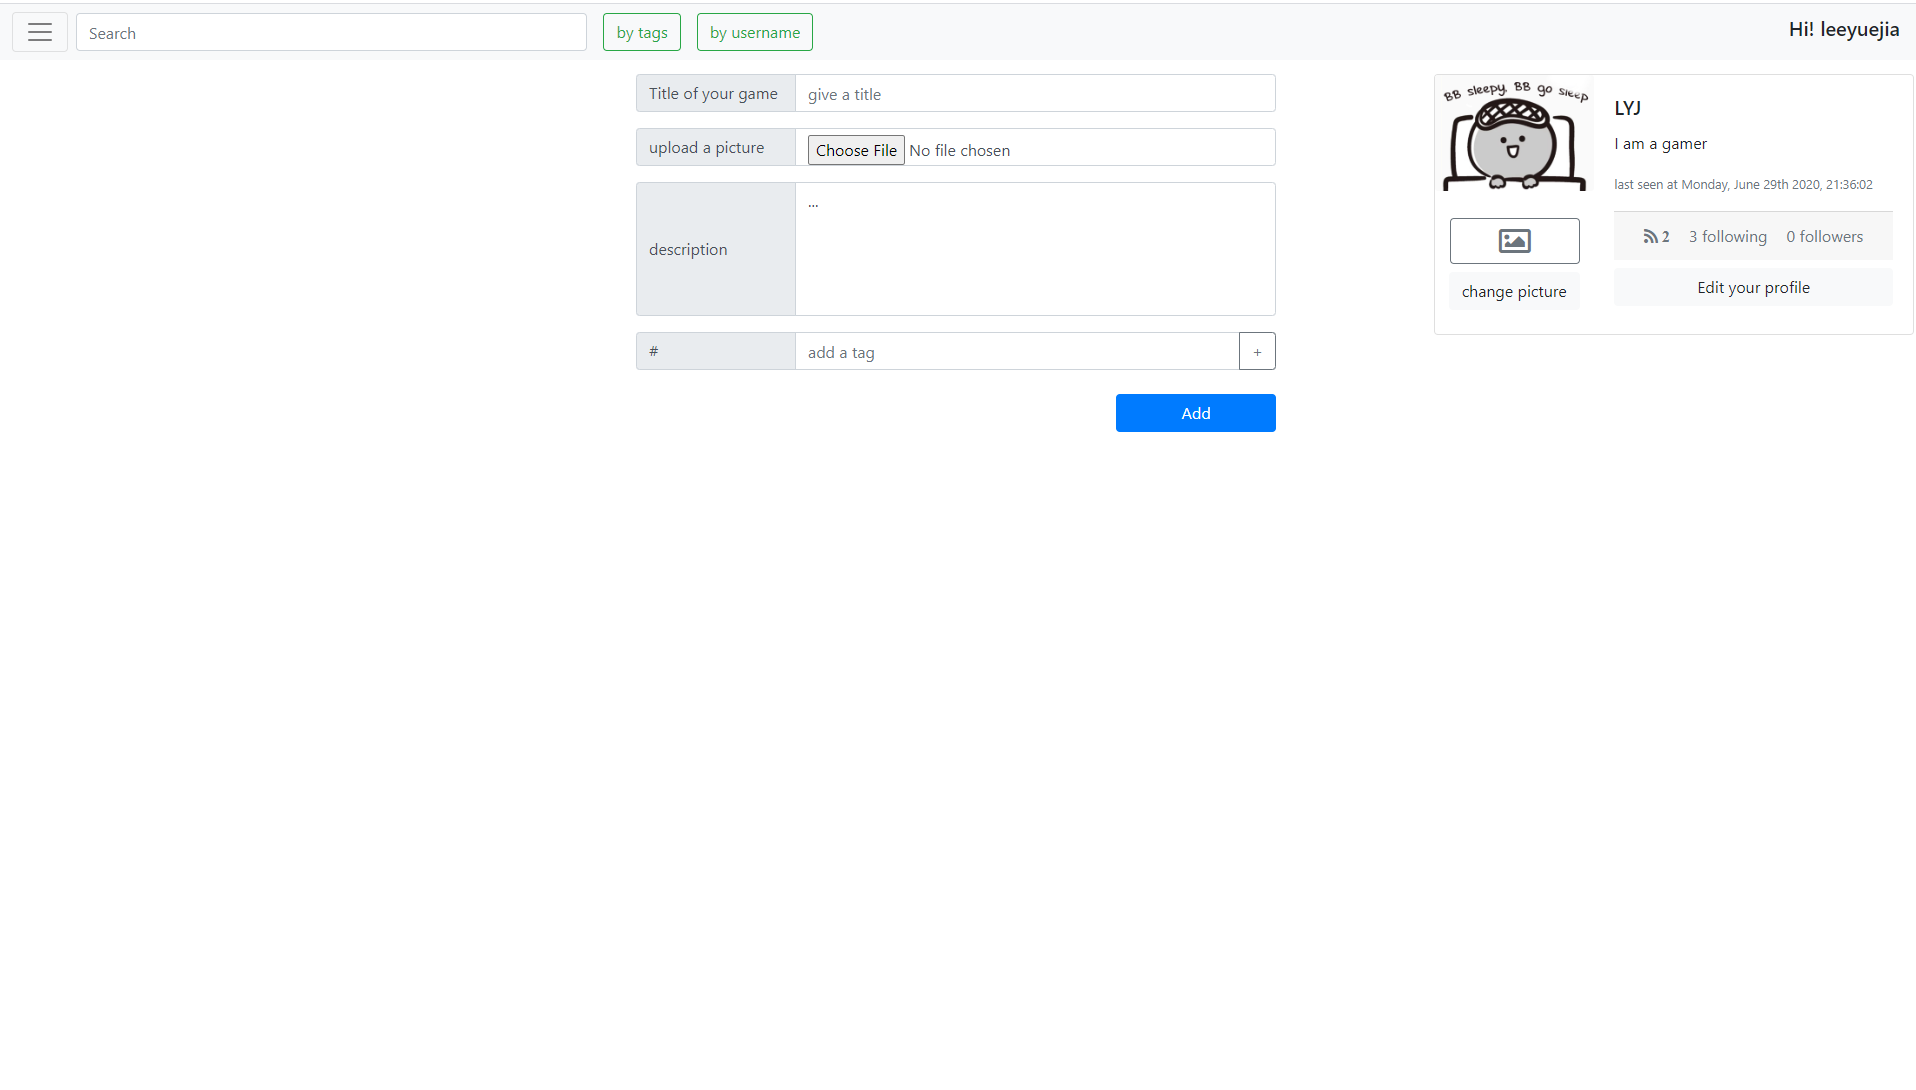 Search
by tags
by username
Hi! leeyuejia
Title of your game
give a title
upload a picture
Choose File No file chosen
description
...
#
add a tag
+
Add
BB sleepy, BB go sleep
LYJ
I am a gamer
last seen at Monday, June 29th 2020, 21:36:02
2
3 following
0 followers
change picture
Edit your profile